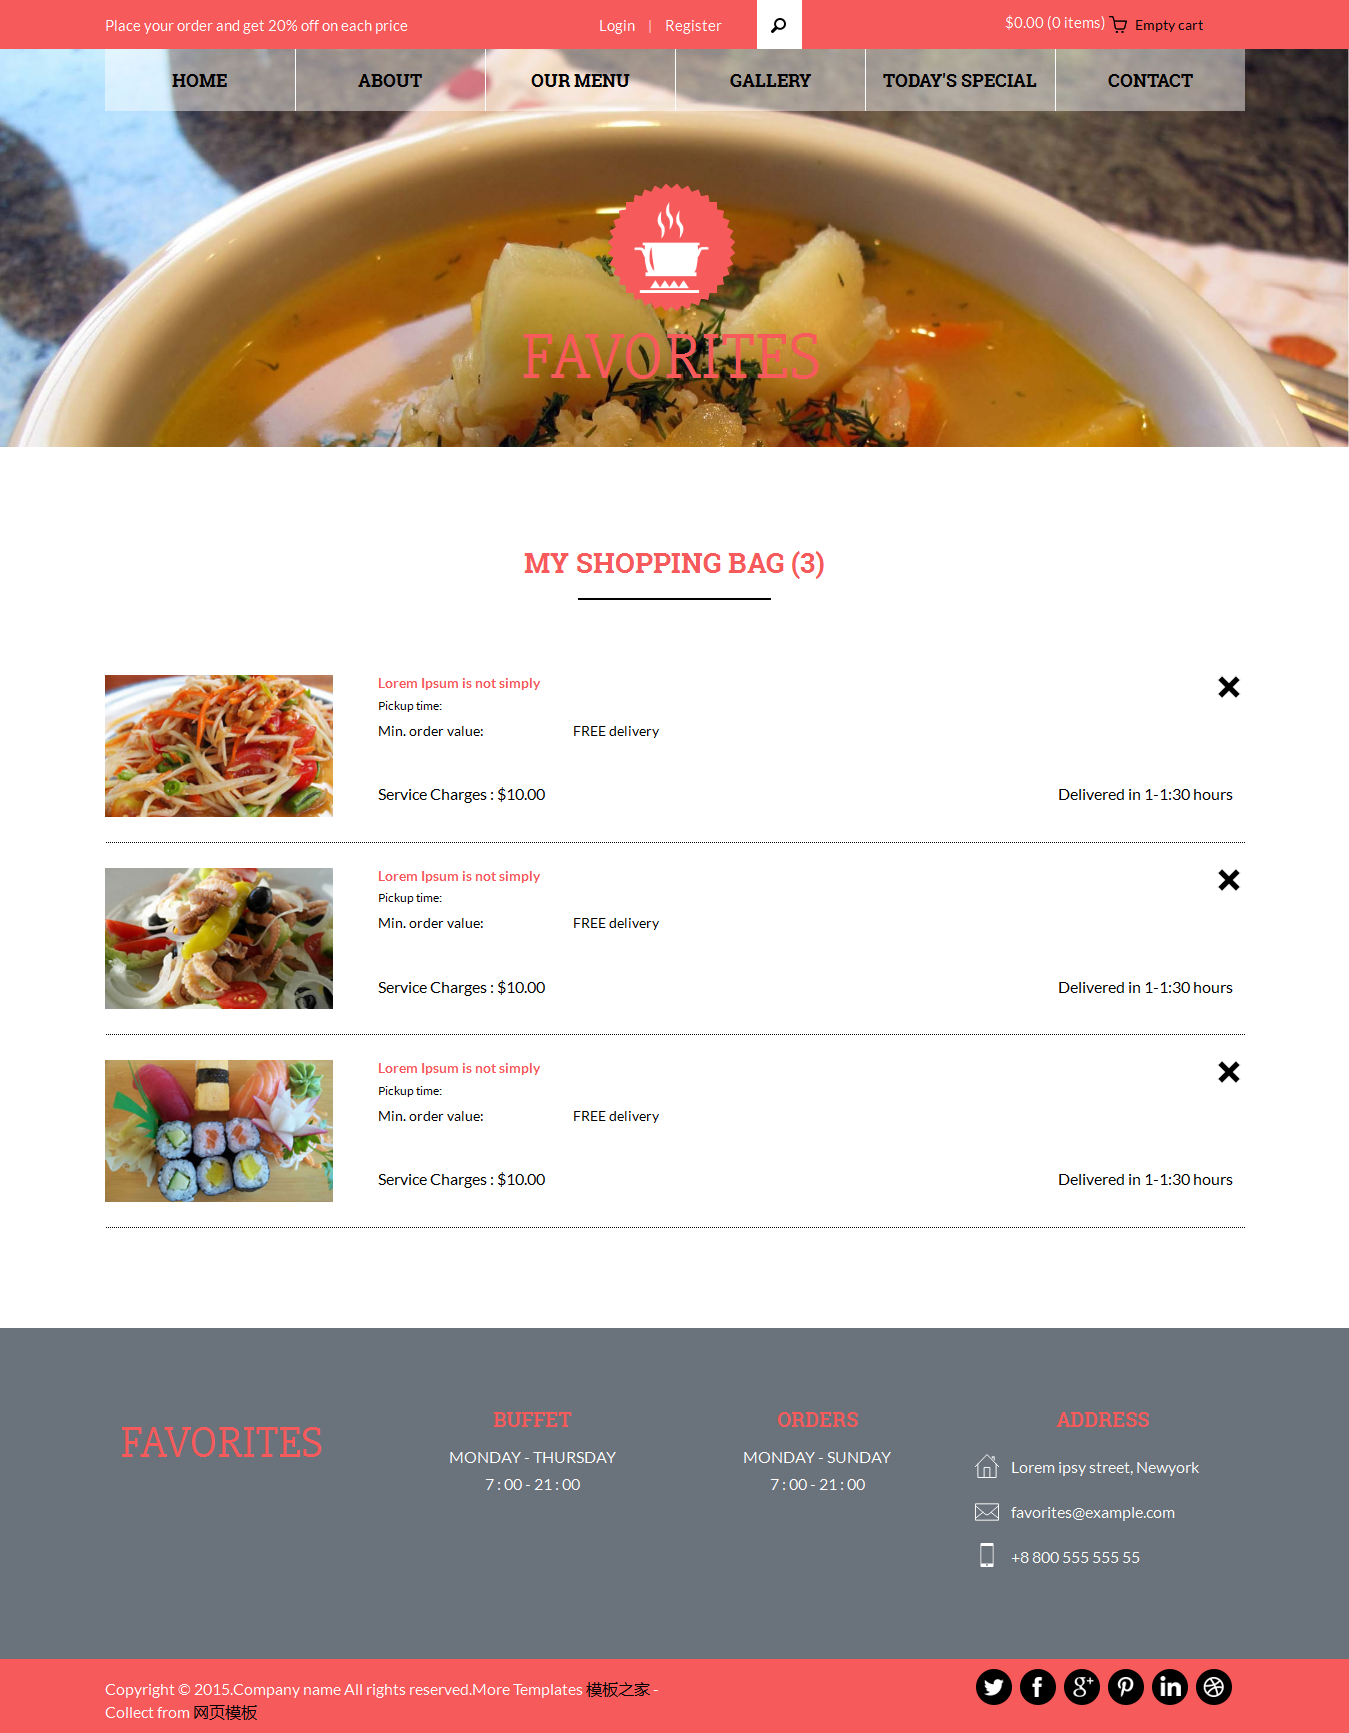 Place your order and get 20% off on each price
Login | Register
$0.00 (0 items) Empty cart
HOME ABOUT OUR MENU GALLERY TODAY'S SPECIAL CONTACT
FAVORITES
MY SHOPPING BAG (3)
Lorem Ipsum is not simply
Pickup time:
Min. order value: FREE delivery
Service Charges : $10.00 Delivered in 1-1:30 hours
Lorem Ipsum is not simply
Pickup time:
Min. order value: FREE delivery
Service Charges : $10.00 Delivered in 1-1:30 hours
Lorem Ipsum is not simply
Pickup time:
Min. order value: FREE delivery
Service Charges : $10.00 Delivered in 1-1:30 hours
FAVORITES
BUFFET
MONDAY - THURSDAY
7 : 00 - 21 : 00
ORDERS
MONDAY - SUNDAY
7 : 00 - 21 : 00
ADDRESS
Lorem ipsy street, Newyork
favorites@example.com
+8 800 555 555 55
Copyright © 2015.Company name All rights reserved.More Templates 模板之家 -
Collect from 网页模板